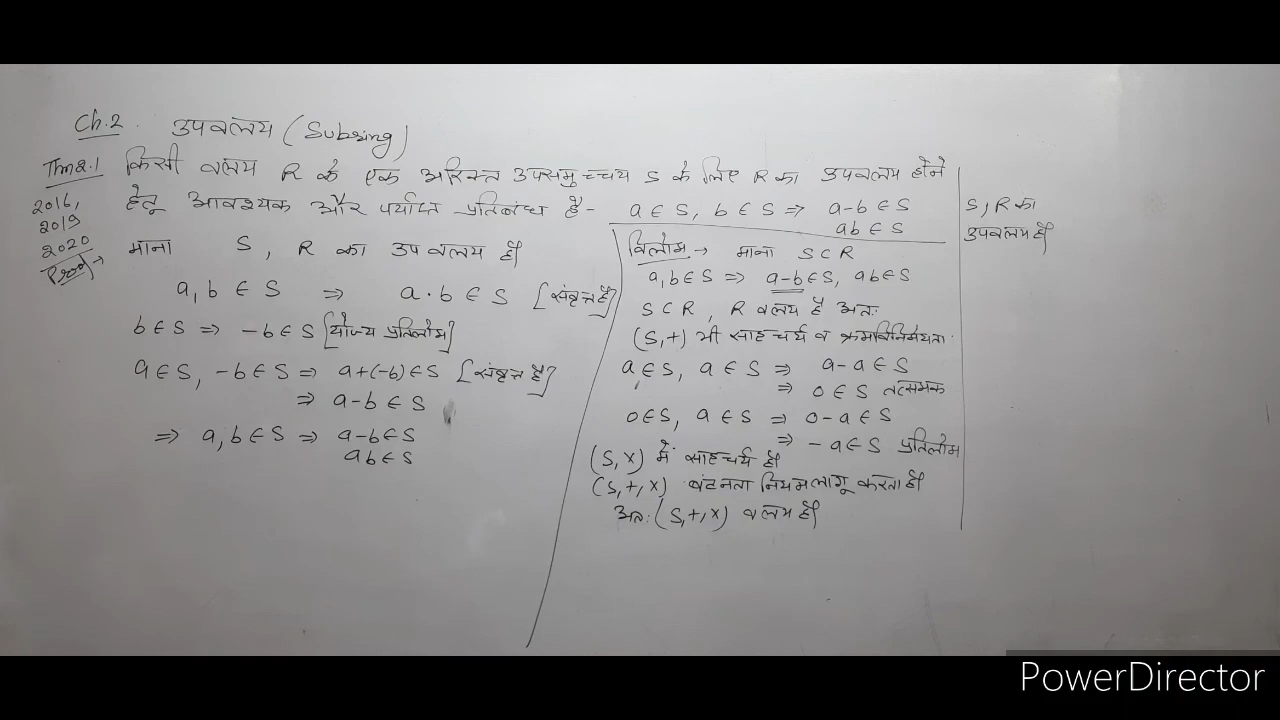 Ch.2 उपवलय (Subring)
Thm 2.1 किसी वलय R के एक अरिक्त उपसमुच्चय S के लिए R का उपवलय होने
2016,
2019
2020
हेतू आवश्यक और पर्याप्त प्रतिबंध है- a ∈ S, b ∈ S ⇒ a-b ∈ S
ab ∈ S
Proof→ माना S, R का उपवलय है।
a, b ∈ S ⇒ a·b ∈ S [संवृत्त है]
b ∈ S ⇒ -b ∈ S [योज्य प्रतिलोम]
a ∈ S, -b ∈ S ⇒ a+(-b) ∈ S [संवृत्त है]
⇒ a-b ∈ S
⇒ a, b ∈ S ⇒ a-b ∈ S
ab ∈ S
विलोम → माना S ⊂ R
a, b ∈ S ⇒ a-b ∈ S, ab ∈ S
S ⊂ R, R वलय है अतः
(S, +) भी साहचर्य व क्रमविनिमेयता.
a ∈ S, a ∈ S ⇒ a-a ∈ S
⇒ 0 ∈ S तत्समक
0 ∈ S, a ∈ S ⇒ 0-a ∈ S
⇒ -a ∈ S प्रतिलोम
(S, ×) में साहचर्य है।
(S, +, ×) बंटनता नियम लागू करता है।
अतः (S, +, ×) वलय है।
S, R का
उपवलय है।
PowerDirector